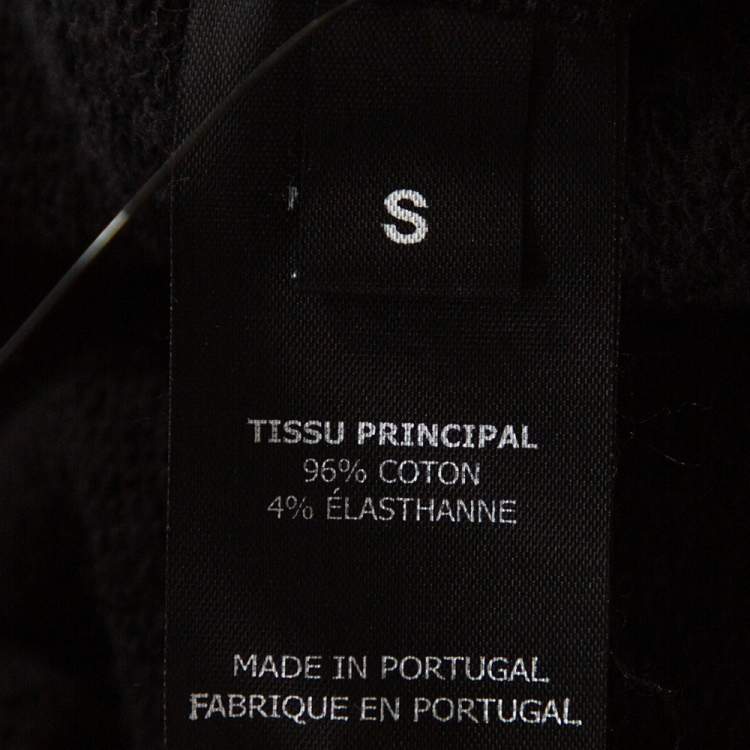 S
TISSU PRINCIPAL
96% COTON
4% ÉLASTHANNE
MADE IN PORTUGAL
FABRIQUE EN PORTUGAL